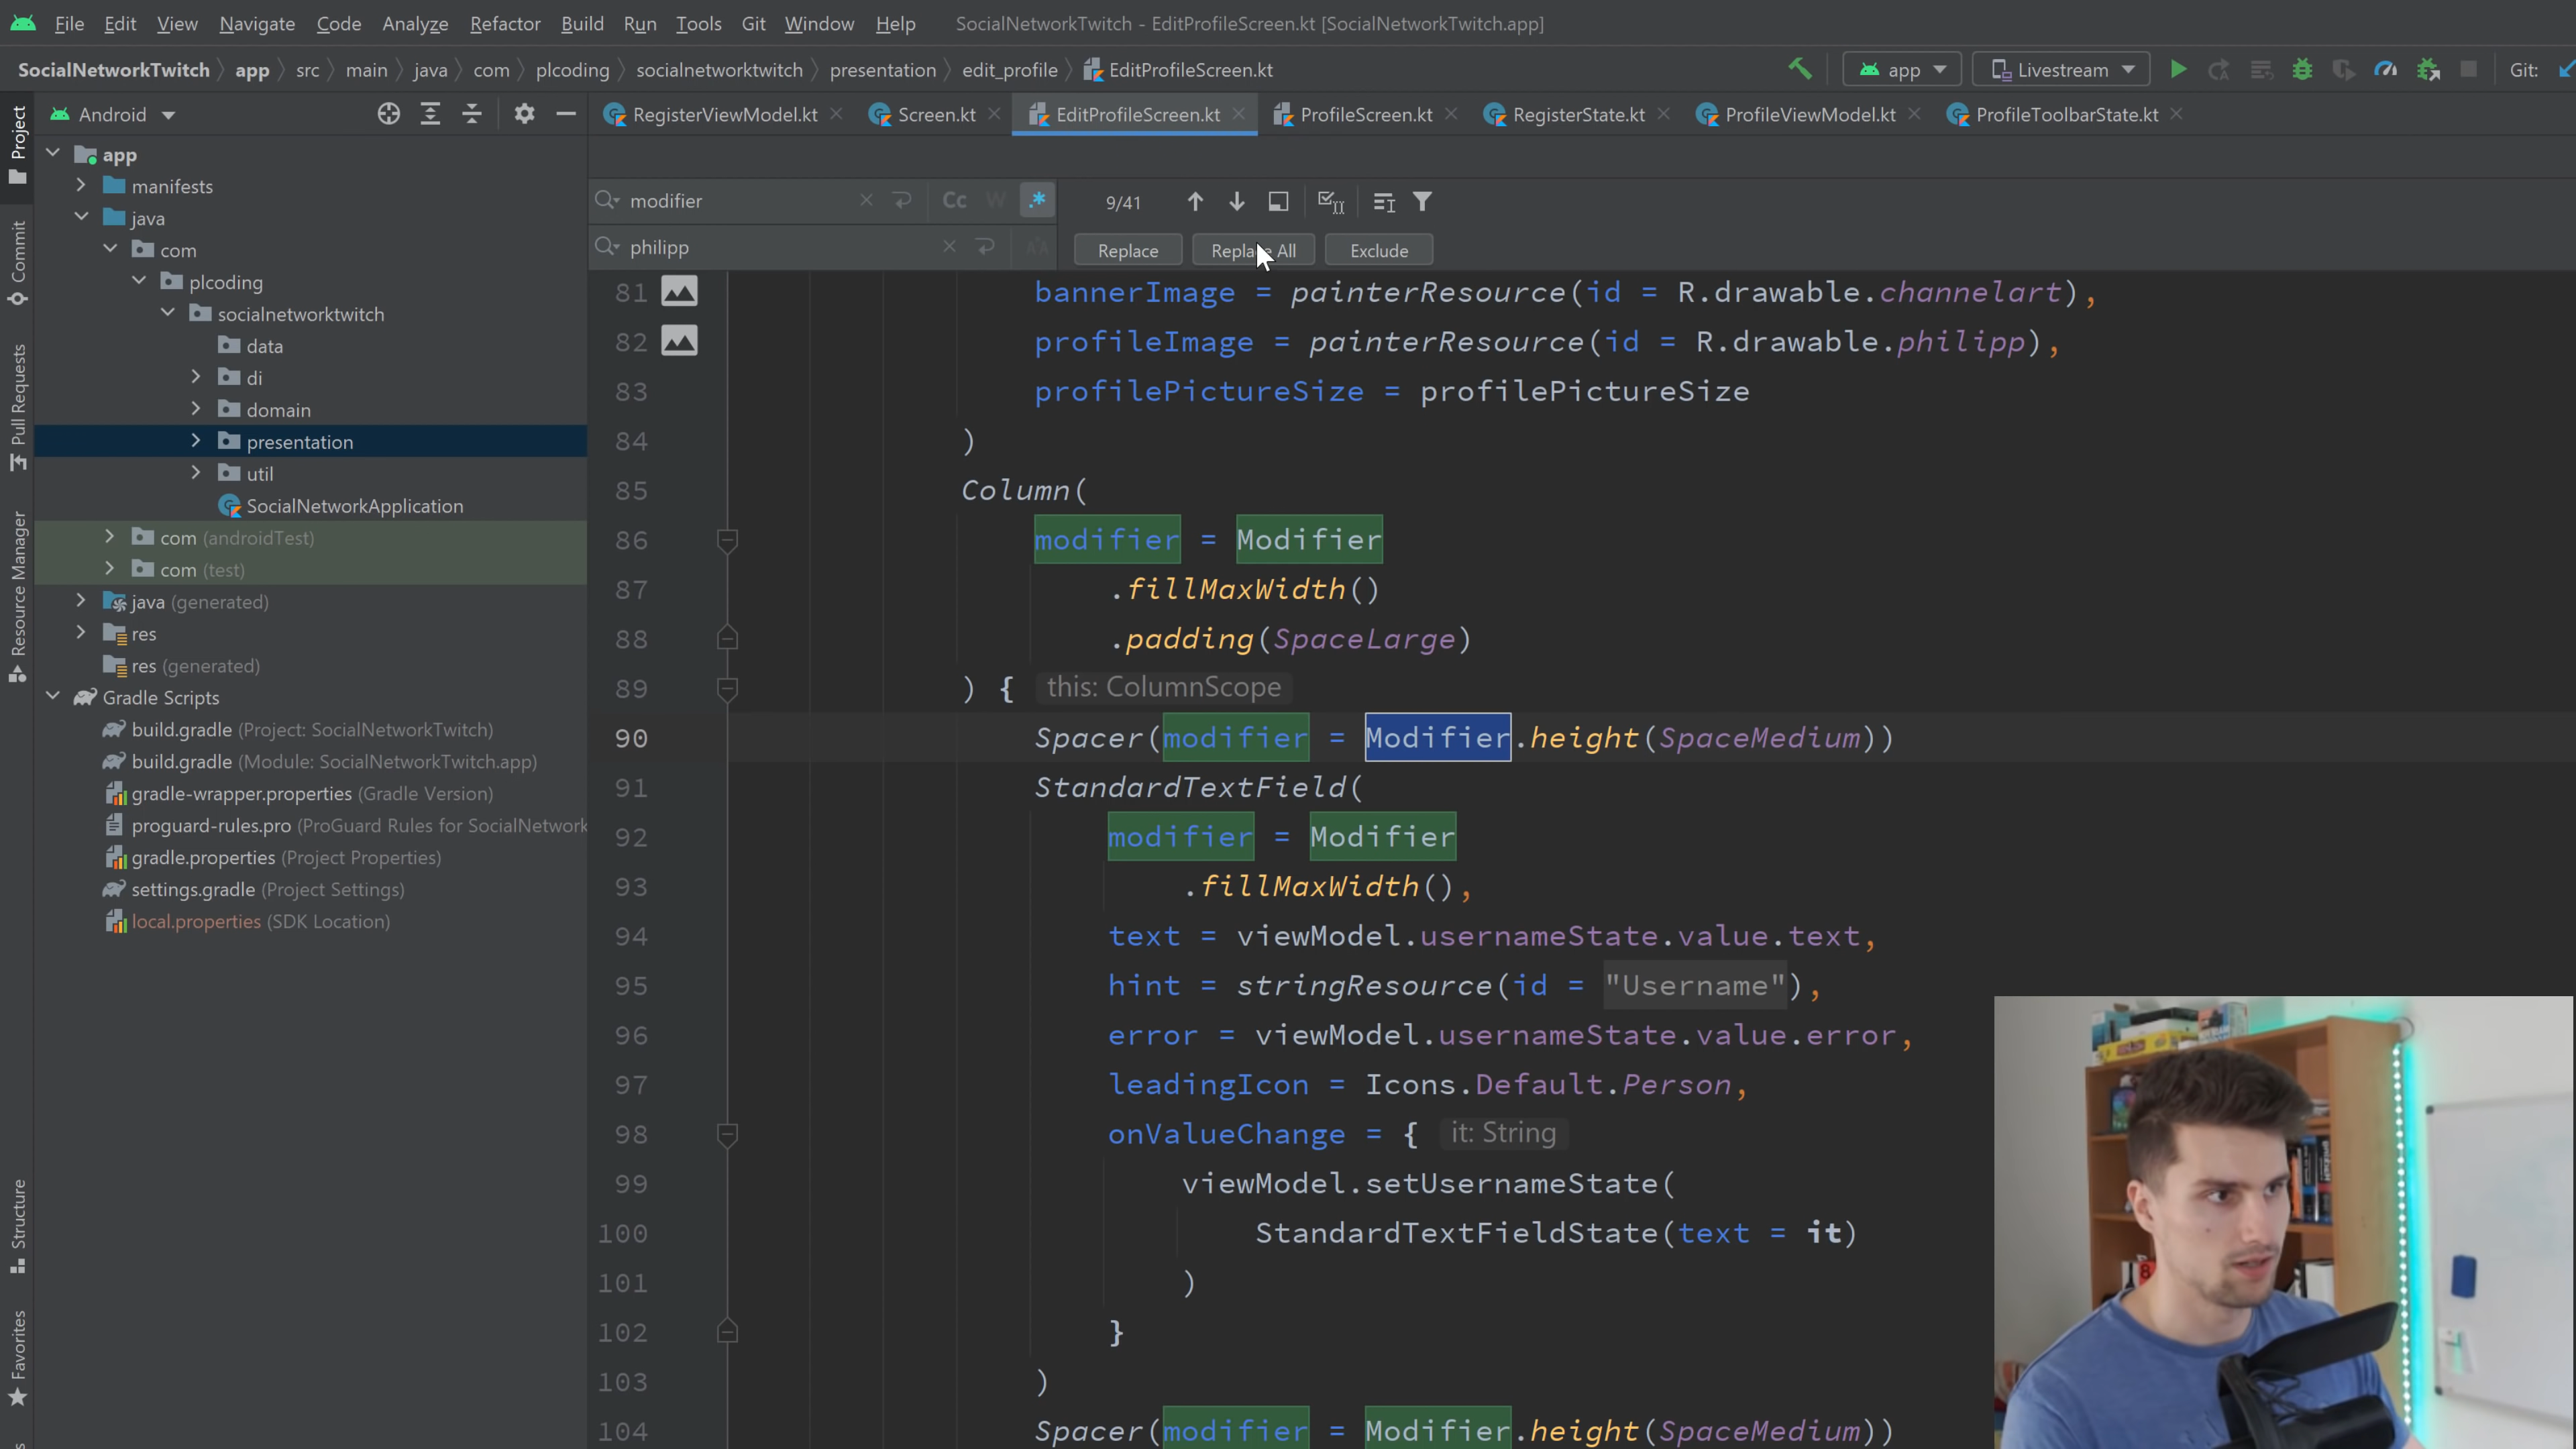 File Edit View Navigate Code Analyze Refactor Build Run Tools Git Window Help SocialNetworkTwitch - EditProfileScreen.kt [SocialNetworkTwitch.app]
SocialNetworkTwitch app src main java com plcoding socialnetworktwitch presentation edit_profile EditProfileScreen.kt app Livestream Git:
Android RegisterViewModel.kt Screen.kt EditProfileScreen.kt ProfileScreen.kt RegisterState.kt ProfileViewModel.kt ProfileToolbarState.kt
Project
Commit
Pull Requests
Resource Manager
Structure
Favorites
app
manifests
java
com
plcoding
socialnetworktwitch
data
di
domain
presentation
util
SocialNetworkApplication
com (androidTest)
com (test)
java (generated)
res
res (generated)
Gradle Scripts
build.gradle (Project: SocialNetworkTwitch)
build.gradle (Module: SocialNetworkTwitch.app)
gradle-wrapper.properties (Gradle Version)
proguard-rules.pro (ProGuard Rules for SocialNetwork
gradle.properties (Project Properties)
settings.gradle (Project Settings)
local.properties (SDK Location)
modifier Cc W .* 9/41
philipp Replace Replace All Exclude
81 bannerImage = painterResource(id = R.drawable.channelart),
82 profileImage = painterResource(id = R.drawable.philipp),
83 profilePictureSize = profilePictureSize
84 )
85 Column(
86 modifier = Modifier
87 .fillMaxWidth()
88 .padding(SpaceLarge)
89 ) { this: ColumnScope
90 Spacer(modifier = Modifier.height(SpaceMedium))
91 StandardTextField(
92 modifier = Modifier
93 .fillMaxWidth(),
94 text = viewModel.usernameState.value.text,
95 hint = stringResource(id = "Username"),
96 error = viewModel.usernameState.value.error,
97 leadingIcon = Icons.Default.Person,
98 onValueChange = { it: String
99 viewModel.setUsernameState(
100 StandardTextFieldState(text = it)
101 )
102 }
103 )
104 Spacer(modifier = Modifier.height(SpaceMedium))